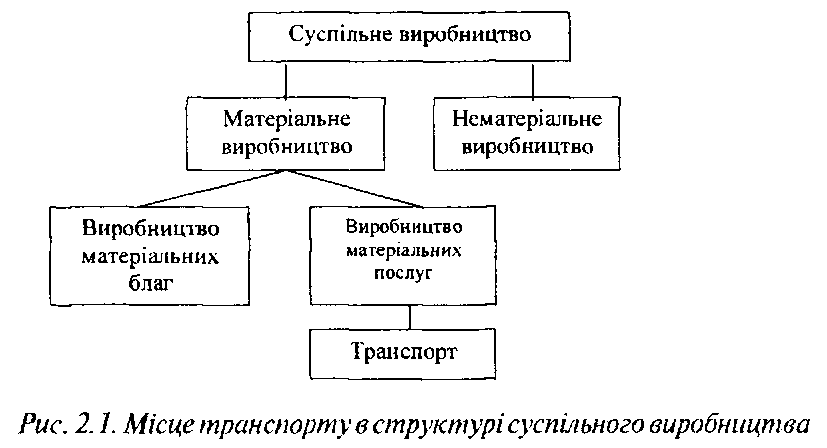 Суспільне виробництво
Матеріальне
виробництво
Нематеріальне
виробництво
Виробництво
матеріальних
благ
Виробництво
матеріальних
послуг
Транспорт
Рис. 2.1. Місце транспорту в структурі суспільного виробництва